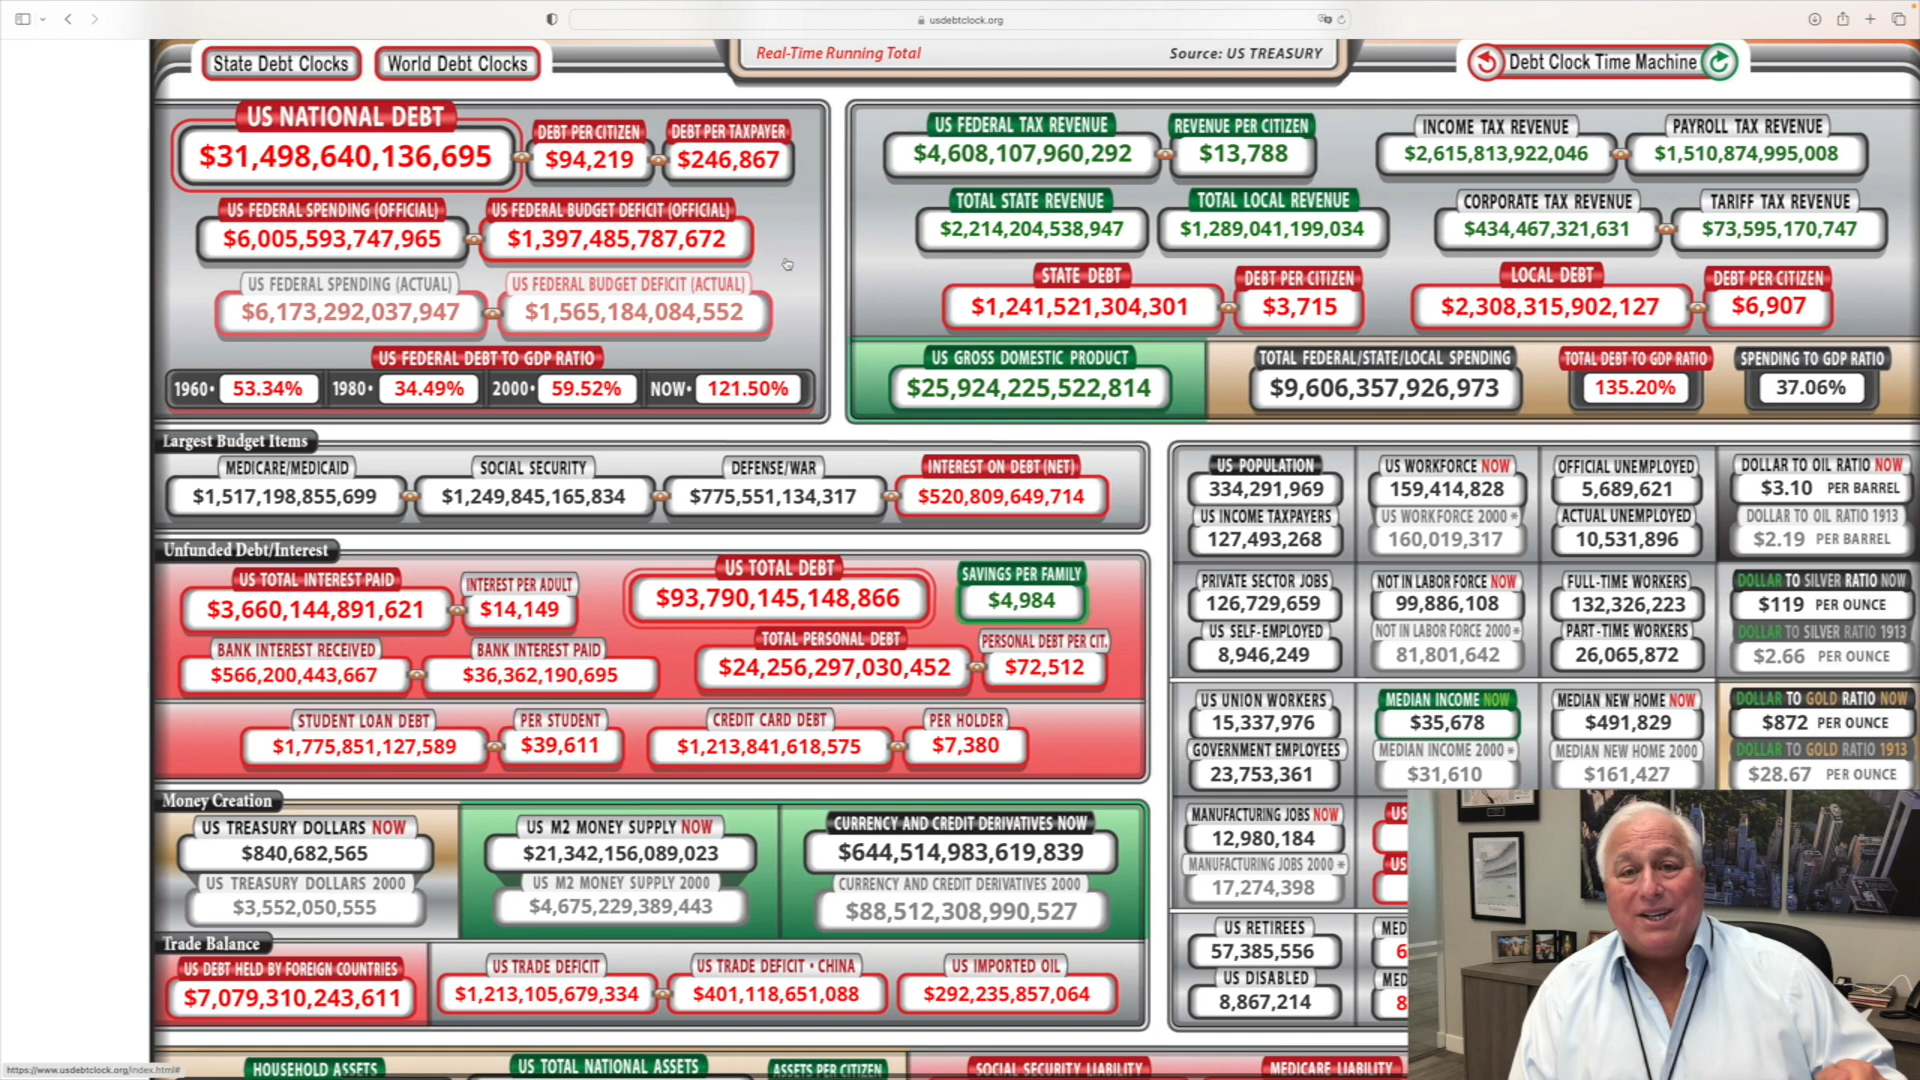 usdebtclock.org
State Debt Clocks
World Debt Clocks
Real-Time Running Total
Source: US TREASURY
Debt Clock Time Machine
US NATIONAL DEBT
$31,498,640,136,695
DEBT PER CITIZEN
$94,219
DEBT PER TAXPAYER
$246,867
US FEDERAL SPENDING (OFFICIAL)
$6,005,593,747,965
US FEDERAL BUDGET DEFICIT (OFFICIAL)
$1,397,485,787,672
US FEDERAL SPENDING (ACTUAL)
$6,173,292,037,947
US FEDERAL BUDGET DEFICIT (ACTUAL)
$1,565,184,084,552
US FEDERAL DEBT TO GDP RATIO
1960• 53.34%
1980• 34.49%
2000• 59.52%
NOW• 121.50%
US FEDERAL TAX REVENUE
$4,608,107,960,292
REVENUE PER CITIZEN
$13,788
INCOME TAX REVENUE
$2,615,813,922,046
PAYROLL TAX REVENUE
$1,510,874,995,008
TOTAL STATE REVENUE
$2,214,204,538,947
TOTAL LOCAL REVENUE
$1,289,041,199,034
CORPORATE TAX REVENUE
$434,467,321,631
TARIFF TAX REVENUE
$73,595,170,747
STATE DEBT
$1,241,521,304,301
DEBT PER CITIZEN
$3,715
LOCAL DEBT
$2,308,315,902,127
DEBT PER CITIZEN
$6,907
US GROSS DOMESTIC PRODUCT
$25,924,225,522,814
TOTAL FEDERAL/STATE/LOCAL SPENDING
$9,606,357,926,973
TOTAL DEBT TO GDP RATIO
135.20%
SPENDING TO GDP RATIO
37.06%
Largest Budget Items
MEDICARE/MEDICAID
$1,517,198,855,699
SOCIAL SECURITY
$1,249,845,165,834
DEFENSE/WAR
$775,551,134,317
INTEREST ON DEBT (NET)
$520,809,649,714
Unfunded Debt/Interest
US TOTAL INTEREST PAID
$3,660,144,891,621
INTEREST PER ADULT
$14,149
US TOTAL DEBT
$93,790,145,148,866
SAVINGS PER FAMILY
$4,984
BANK INTEREST RECEIVED
$566,200,443,667
BANK INTEREST PAID
$36,362,190,695
TOTAL PERSONAL DEBT
$24,256,297,030,452
PERSONAL DEBT PER CIT.
$72,512
STUDENT LOAN DEBT
$1,775,851,127,589
PER STUDENT
$39,611
CREDIT CARD DEBT
$1,213,841,618,575
PER HOLDER
$7,380
Money Creation
US TREASURY DOLLARS NOW
$840,682,565
US TREASURY DOLLARS 2000
$3,552,050,555
US M2 MONEY SUPPLY NOW
$21,342,156,089,023
US M2 MONEY SUPPLY 2000
$4,675,229,389,443
CURRENCY AND CREDIT DERIVATIVES NOW
$644,514,983,619,839
CURRENCY AND CREDIT DERIVATIVES 2000
$88,512,308,990,527
Trade Balance
US DEBT HELD BY FOREIGN COUNTRIES
$7,079,310,243,611
US TRADE DEFICIT
$1,213,105,679,334
US TRADE DEFICIT • CHINA
$401,118,651,088
US IMPORTED OIL
$292,235,857,064
US POPULATION
334,291,969
US INCOME TAXPAYERS
127,493,268
US WORKFORCE NOW
159,414,828
US WORKFORCE 2000 *
160,019,317
OFFICIAL UNEMPLOYED
5,689,621
ACTUAL UNEMPLOYED
10,531,896
DOLLAR TO OIL RATIO NOW
$3.10 PER BARREL
DOLLAR TO OIL RATIO 1913
$2.19 PER BARREL
PRIVATE SECTOR JOBS
126,729,659
US SELF-EMPLOYED
8,946,249
NOT IN LABOR FORCE NOW
99,886,108
NOT IN LABOR FORCE 2000 *
81,801,642
FULL-TIME WORKERS
132,326,223
PART-TIME WORKERS
26,065,872
DOLLAR TO SILVER RATIO NOW
$119 PER OUNCE
DOLLAR TO SILVER RATIO 1913
$2.66 PER OUNCE
US UNION WORKERS
15,337,976
GOVERNMENT EMPLOYEES
23,753,361
MEDIAN INCOME NOW
$35,678
MEDIAN INCOME 2000 *
$31,610
MEDIAN NEW HOME NOW
$491,829
MEDIAN NEW HOME 2000
$161,427
DOLLAR TO GOLD RATIO NOW
$872 PER OUNCE
DOLLAR TO GOLD RATIO 1913
$28.67 PER OUNCE
MANUFACTURING JOBS NOW
12,980,184
MANUFACTURING JOBS 2000 *
17,274,398
US
US
US RETIREES
57,385,556
US DISABLED
8,867,214
MED
6
MED
8
HOUSEHOLD ASSETS
US TOTAL NATIONAL ASSETS
ASSETS PER CITIZEN
SOCIAL SECURITY LIABILITY
MEDICARE LIABILITY
https://www.usdebtclock.org/index.html#